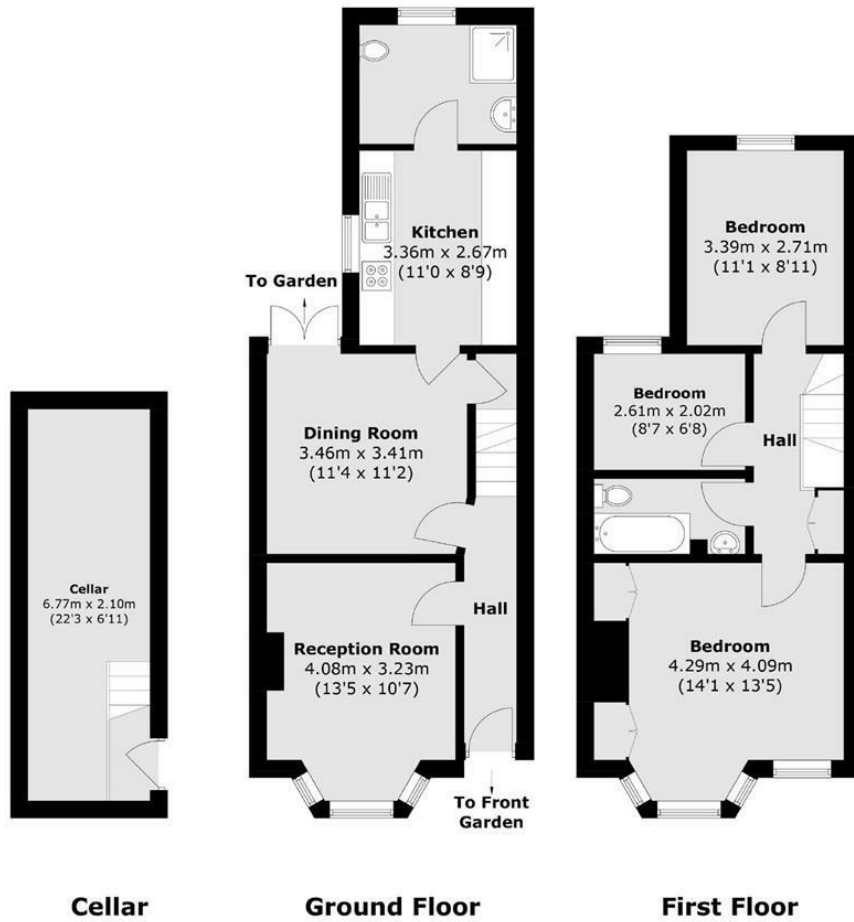 Kitchen
3.36m x 2.67m
(11'0 x 8'9)
To Garden
Dining Room
3.46m x 3.41m
(11'4 x 11'2)
Reception Room
4.08m x 3.23m
(13'5 x 10'7)
Hall
To Front
Garden
Bedroom
3.39m x 2.71m
(11'1 x 8'11)
Bedroom
2.61m x 2.02m
(8'7 x 6'8)
Hall
Bedroom
4.29m x 4.09m
(14'1 x 13'5)
Cellar
6.77m x 2.10m
(22'3 x 6'11)
Cellar
Ground Floor
First Floor